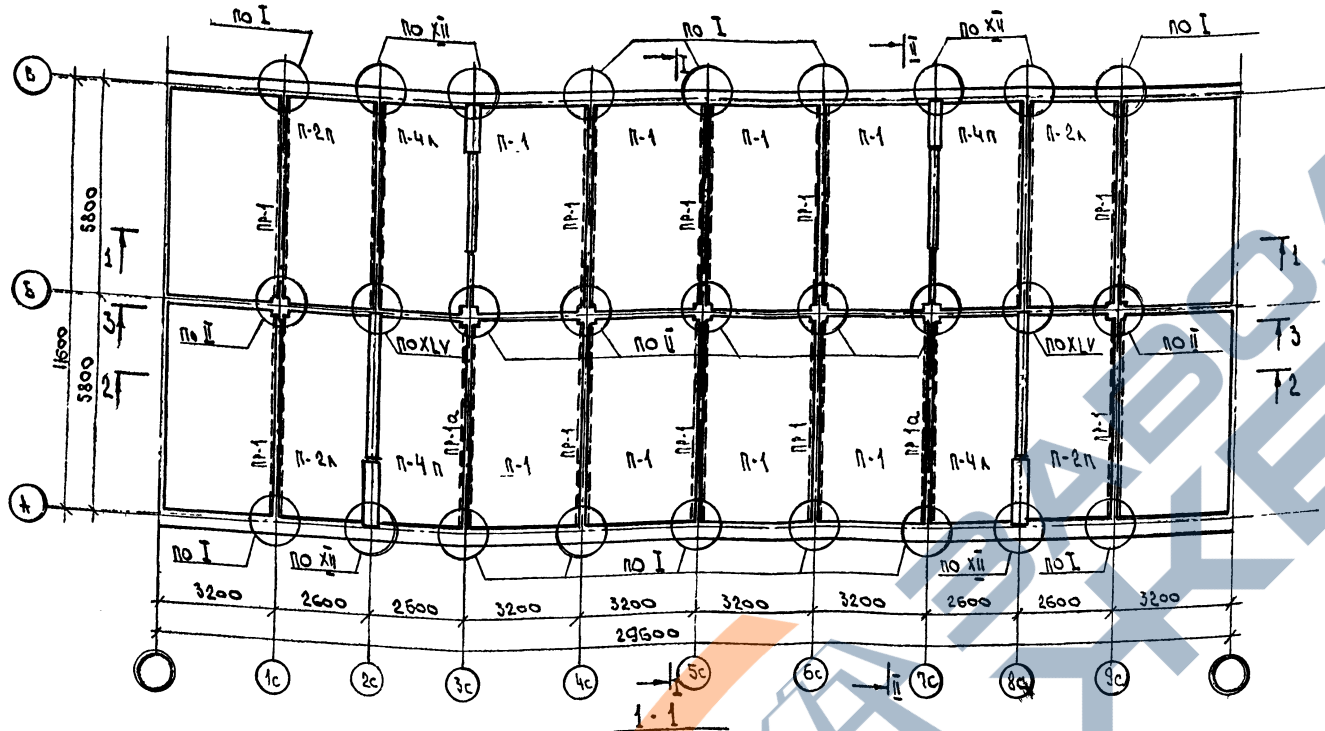 по I по XII по I по XII по I
В I II
П-2п П-4л П-1 П-1 П-1 П-1 П-4п П-2л
5800
ПР-1 ПР-1 ПР-1 ПР-1 ПР-1
1 1
Б
3 по II по XLV по II по XLV по II 3
11600
5800
2 2
ПР-1 ПР-1а ПР-1 ПР-1 ПР-1 ПР-1а ПР-1
П-2л П-4п П-1 П-1 П-1 П-1 П-4л П-2п
А
по I по XII по I по XII по I
3200 2600 2600 3200 3200 3200 3200 2600 2600 3200
29600
1с 2с 3с 4с 5с 6с 7с 8с 9с
I II
1-1
ЗАВО